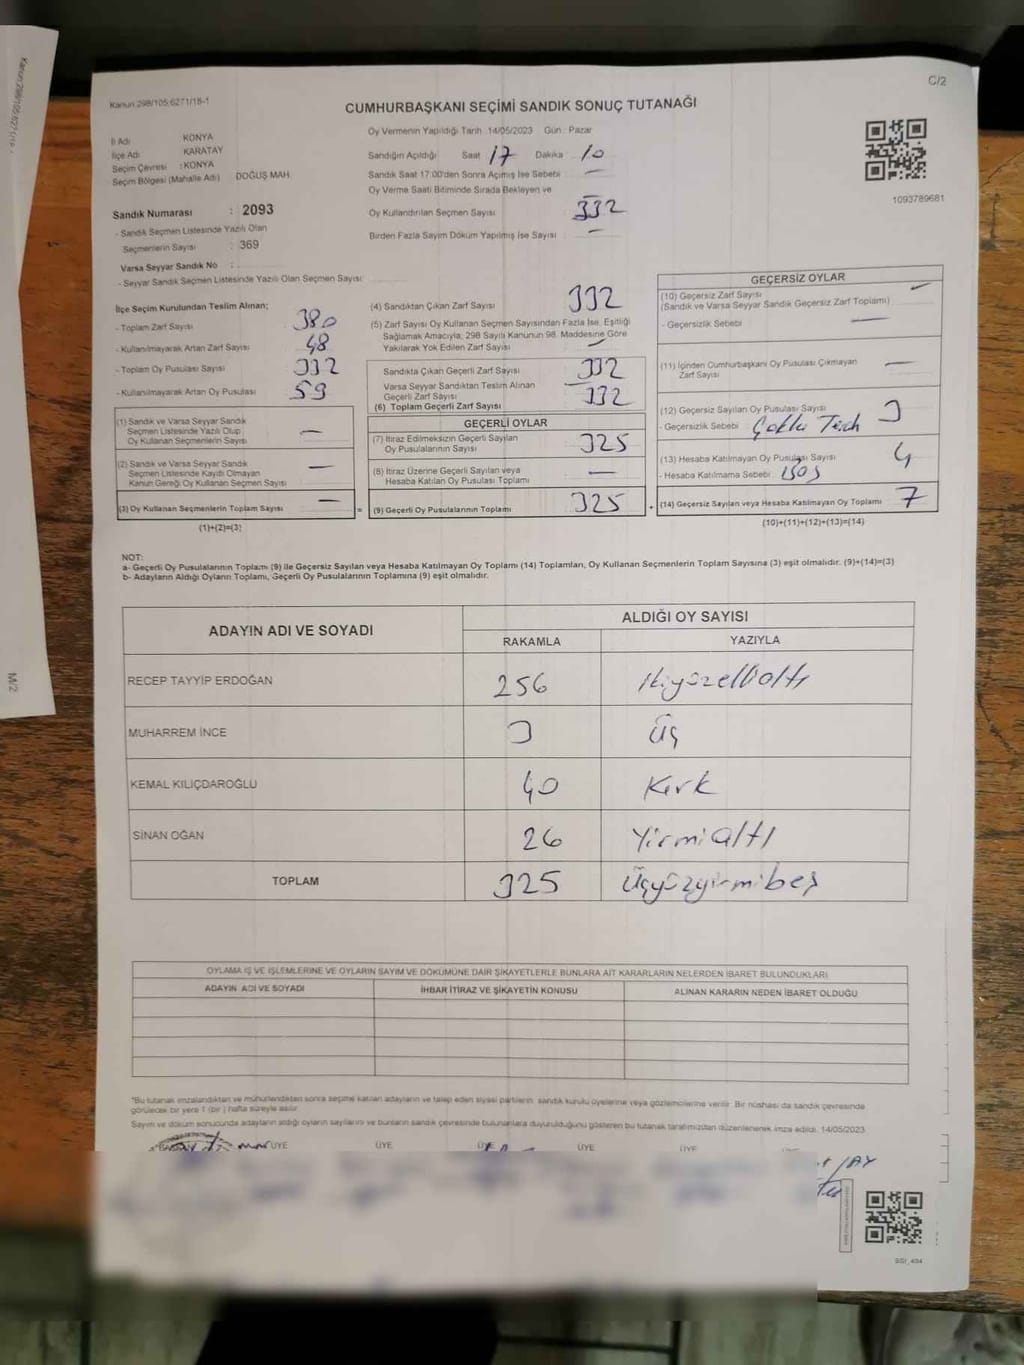 C/2
Kanun:298/105;6271/18-1
CUMHURBAŞKANI SEÇİMİ SANDIK SONUÇ TUTANAĞI
İl Adı KONYA
İlçe Adı KARATAY
Seçim Çevresi : KONYA
Seçim Bölgesi (Mahalle Adı) DOĞUŞ MAH.
Oy Vermenin Yapıldığı Tarih :14/05/2023 Gün : Pazar
Sandığın Açıldığı Saat 17 Dakika 10
Sandık Saat 17:00'den Sonra Açımış İse Sebebi —
Oy Verme Saati Bitiminde Sırada Bekleyen ve —
Oy Kullandırılan Seçmen Sayısı 332
Birden Fazla Sayım Döküm Yapılmış İse Sayısı : —
1093789681
Sandık Numarası : 2093
- Sandık Seçmen Listesinde Yazılı Olan
Seçmenlerin Sayısı : 369
Varsa Seyyar Sandık No :
- Seyyar Sandık Seçmen Listesinde Yazılı Olan Seçmen Sayısı:
İlçe Seçim Kurulundan Teslim Alınan;
- Toplam Zarf Sayısı 380
- Kullanılmayarak Artan Zarf Sayısı 48
- Toplam Oy Pusulası Sayısı 332
- Kullanılmayarak Artan Oy Pusulası 59
(1) Sandık ve Varsa Seyyar Sandık
Seçmen Listesinde Yazılı Olup
Oy Kullanan Seçmenlerin Sayısı —
(2) Sandık ve Varsa Seyyar Sandık
Seçmen Listesinde Kayıtlı Olmayan
Kanun Gereği Oy Kullanan Seçmen Sayısı —
(3) Oy Kullanan Seçmenlerin Toplam Sayısı — =
(1)+(2)=(3)
(4) Sandıktan Çıkan Zarf Sayısı 332
(5) Zarf Sayısı Oy Kullanan Seçmen Sayısından Fazla İse, Eşitliği
Sağlamak Amacıyla, 298 Sayılı Kanunun 98. Maddesine Göre
Yakılarak Yok Edilen Zarf Sayısı —
Sandıkta Çıkan Geçerli Zarf Sayısı 332
Varsa Seyyar Sandıktan Teslim Alınan
Geçerli Zarf Sayısı —
(6) Toplam Geçerli Zarf Sayısı 332
GEÇERLİ OYLAR
(7) İtiraz Edilmeksizin Geçerli Sayılan
Oy Pusulalarının Sayısı 325
(8) İtiraz Üzerine Geçerli Sayılan veya
Hesaba Katılan Oy Pusulası Toplamı —
(9) Geçerli Oy Pusulalarının Toplamı 325 +
GEÇERSİZ OYLAR
(10) Geçersiz Zarf Sayısı —
(Sandık ve Varsa Seyyar Sandık Geçersiz Zarf Toplamı)
- Geçersizlik Sebebi —
(11) İçinden Cumhurbaşkanı Oy Pusulası Çıkmayan
Zarf Sayısı —
(12) Geçersiz Sayılan Oy Pusulası Sayısı 3
- Geçersizlik Sebebi Çoklu Tercih
(13) Hesaba Katılmayan Oy Pusulası Sayısı 4
- Hesaba Katılmama Sebebi Boş
(14) Geçersiz Sayılan veya Hesaba Katılmayan Oy Toplamı 7
(10)+(11)+(12)+(13)=(14)
NOT:
a- Geçerli Oy Pusulalarının Toplamı (9) ile Geçersiz Sayılan veya Hesaba Katılmayan Oy Toplamı (14) Toplamları, Oy Kullanan Seçmenlerin Toplam Sayısına (3) eşit olmalıdır. (9)+(14)=(3)
b- Adayların Aldığı Oyların Toplamı, Geçerli Oy Pusulalarının Toplamına (9) eşit olmalıdır.
ADAYIN ADI VE SOYADI ALDIĞI OY SAYISI
RAKAMLA YAZIYLA
RECEP TAYYİP ERDOĞAN 256 ikiyüzellialtı
MUHARREM İNCE 3 üç
KEMAL KILIÇDAROĞLU 40 Kırk
SİNAN OĞAN 26 Yirmialtı
TOPLAM 325 Üçyüzyirmibeş
OYLAMA İŞ VE İŞLEMLERİNE VE OYLARIN SAYIM VE DÖKÜMÜNE DAİR ŞİKAYETLERLE BUNLARA AİT KARARLARIN NELERDEN İBARET BULUNDUKLARI
ADAYIN ADI VE SOYADI İHBAR İTİRAZ VE ŞİKAYETİN KONUSU ALINAN KARARIN NEDEN İBARET OLDUĞU
*Bu tutanak imzalandıktan ve mühürlendikten sonra seçime katılan adayların ve talep eden siyasi partilerin sandık kurulu üyelerine veya gözlemcilerine verilir. Bir nüshası da sandık çevresinde
görülecek bir yere 1 (bir) hafta süreyle asılır.
Sayım ve döküm sonucunda adayların aldığı oyların sayılarını ve bunların sandık çevresinde bulunanlara duyurulduğunu gösteren bu tutanak tarafımızdan düzenlenerek imza edildi. 14/05/2023
ÜYE ÜYE ÜYE ÜYE ÜYE
M/2